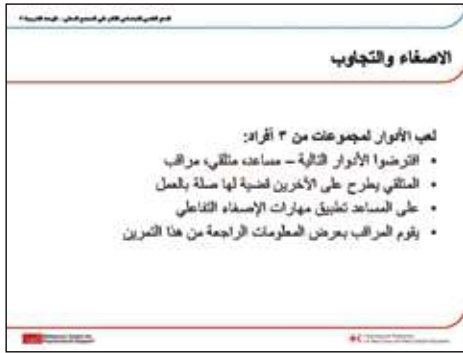 الاصغاء والتجاوب
لعب الأدوار لمجموعات من ٣ أفراد:
• افترضوا الأدوار التالية – مساعد، متلقي، مراقب
• المتلقي يطرح على الآخرين قضية لها صلة بالعمل
• على المساعد تطبيق مهارات الإصغاء التفاعلي
• يقوم المراقب بعرض المعلومات الراجعة من هذا التمرين